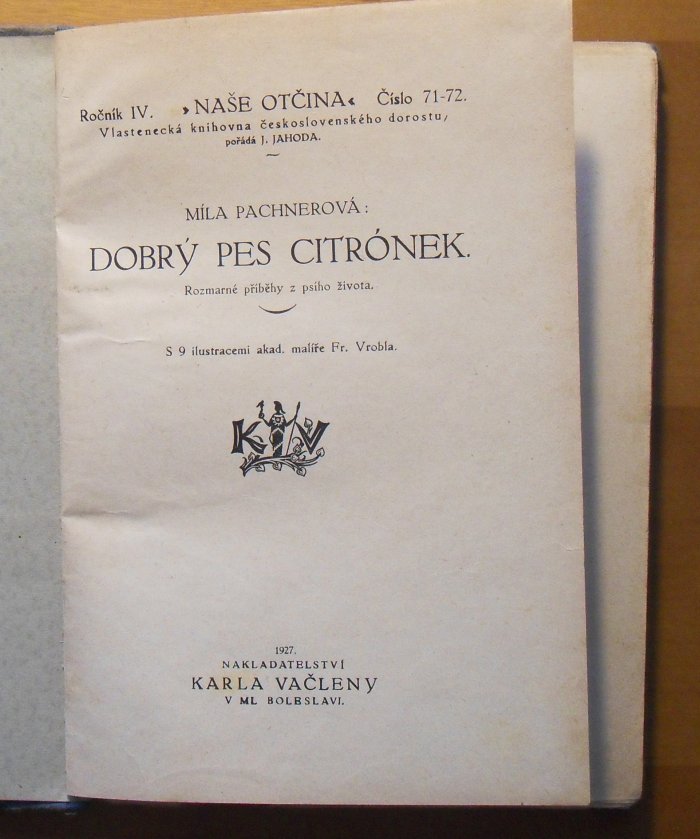 Ročník IV. »NAŠE OTČINA« Číslo 71-72.
Vlastenecká knihovna československého dorostu,
pořádá J. JAHODA.
MÍLA PACHNEROVÁ:
DOBRÝ PES CITRÓNEK.
Rozmarné příběhy z psího života.
S 9 ilustracemi akad. malíře Fr. Vrobla.
K V
1927.
NAKLADATELSTVÍ
KARLA VAČLENY
V ML BOLESLAVI.